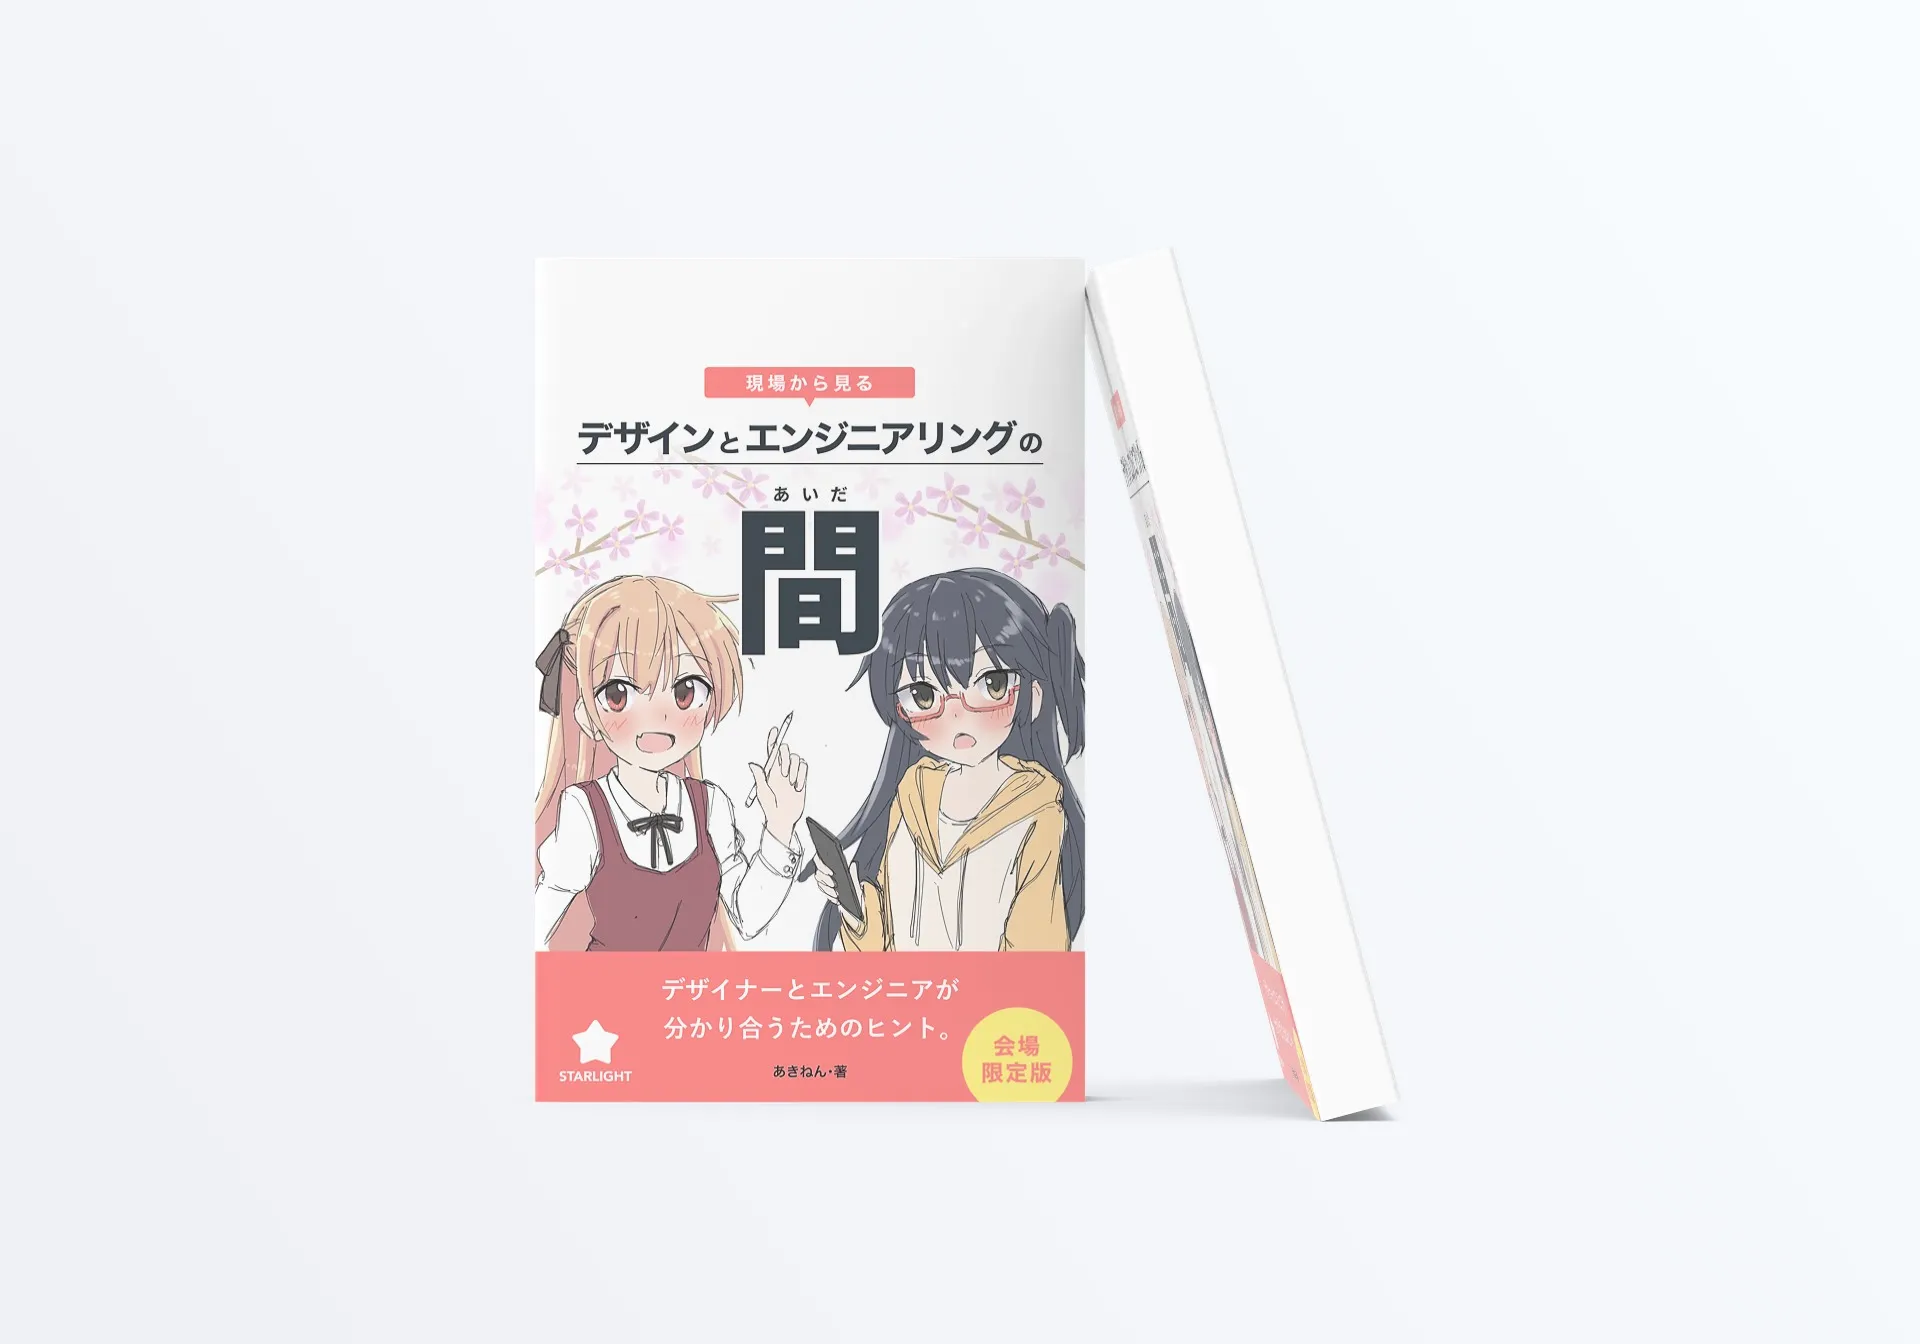 現場から見る
デザインとエンジニアリングの
あいだ
間
デザイナーとエンジニアが
分かり合うためのヒント。
あきねん・著
STARLIGHT
会場
限定版